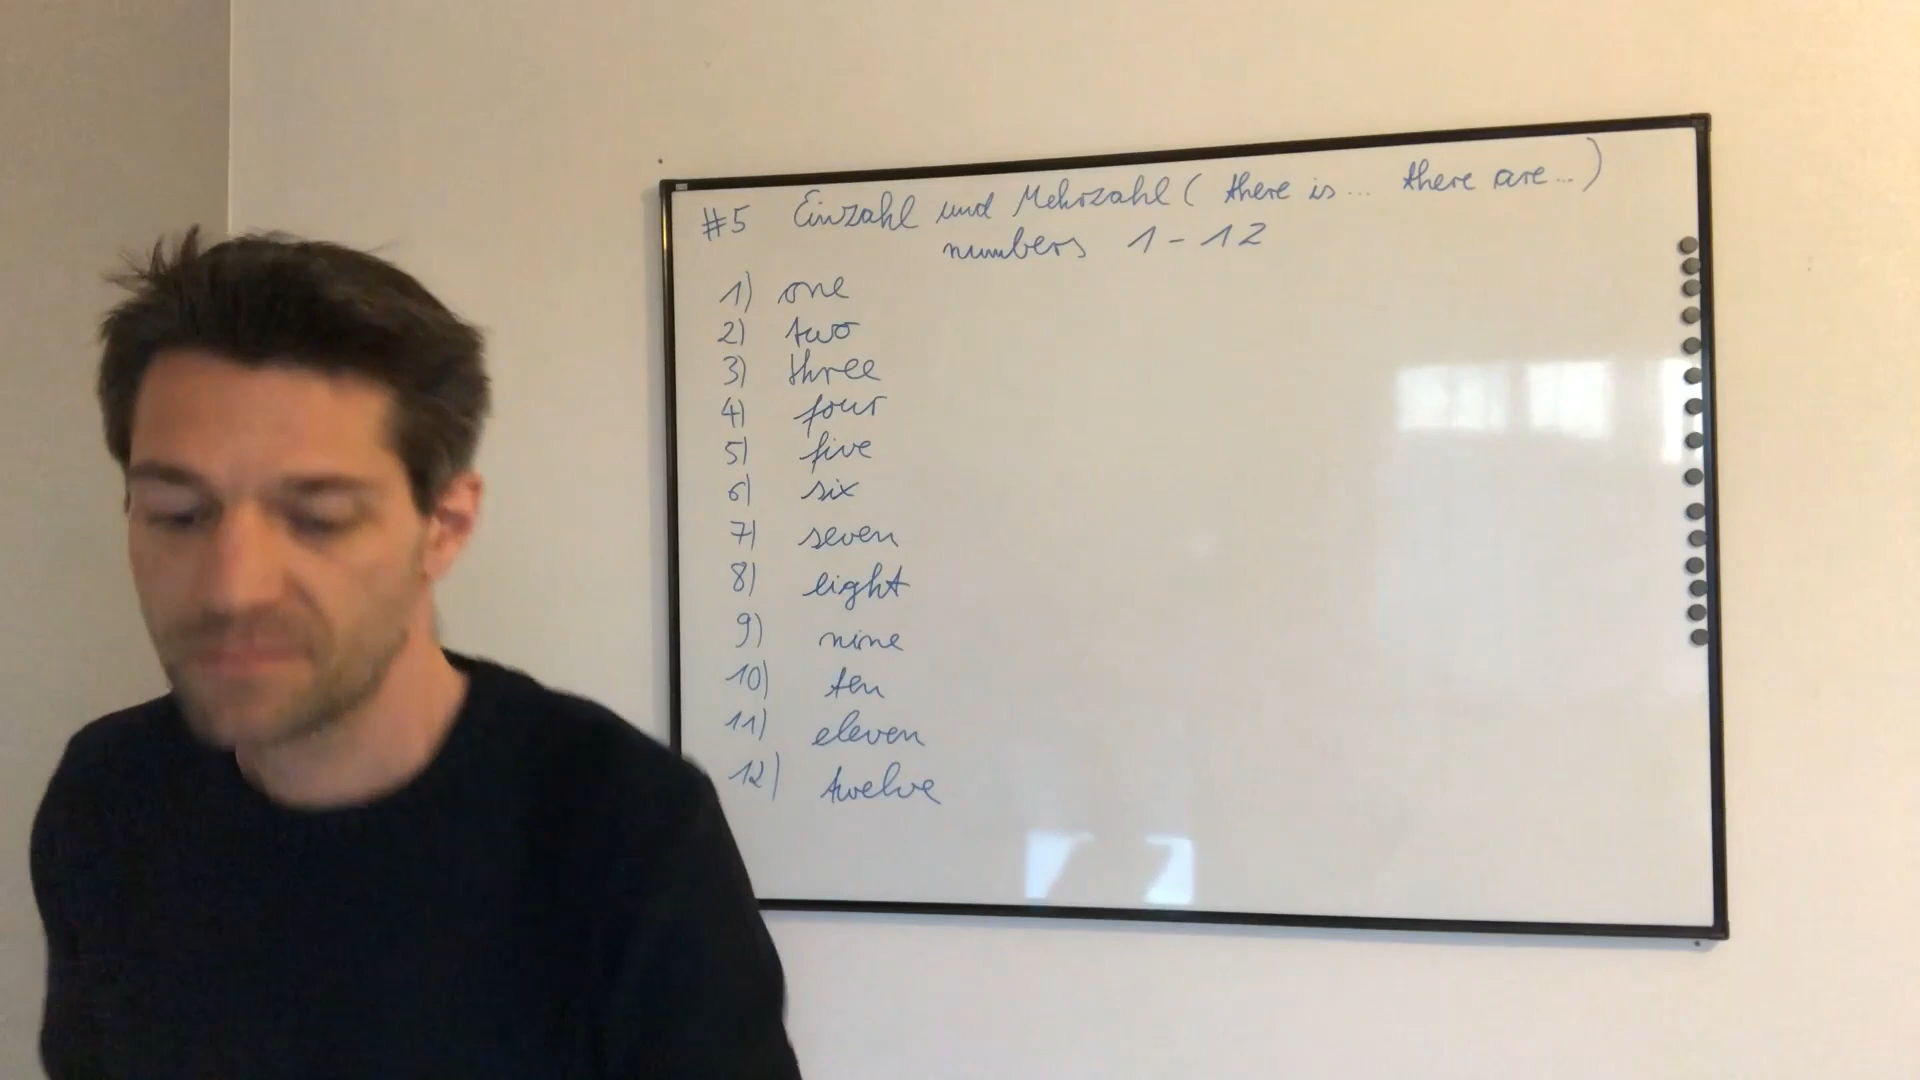 #5 Einzahl und Mehrzahl ( there is ... there are ... )
numbers 1 - 12
1) one
2) two
3) three
4) four
5) five
6) six
7) seven
8) eight
9) nine
10) ten
11) eleven
12) twelve